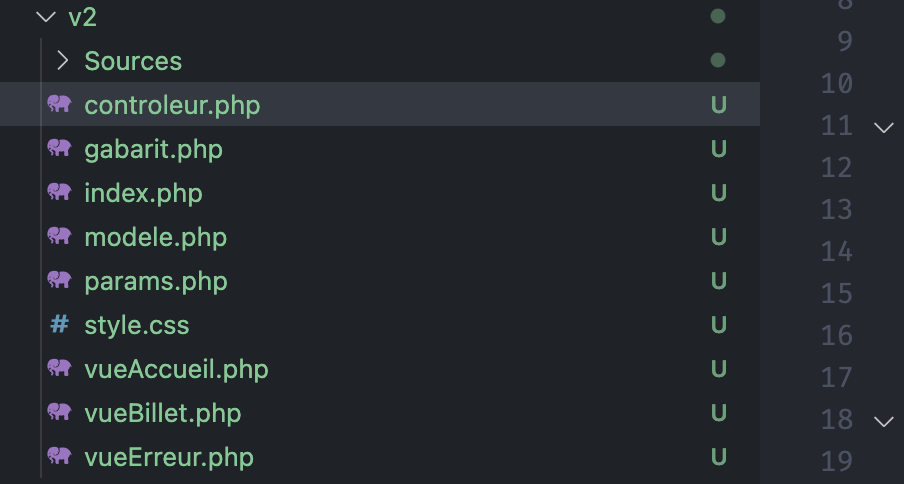 v2
Sources
controleur.php U
gabarit.php U
index.php U
modele.php U
params.php U
# style.css U
vueAccueil.php U
vueBillet.php U
vueErreur.php U
8
9
10
11
12
13
14
15
16
17
18
19